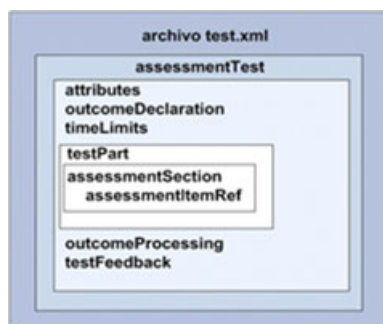 archivo test.xml
assessmentTest
attributes
outcomeDeclaration
timeLimits
testPart
assessmentSection
assessmentItemRef
outcomeProcessing
testFeedback